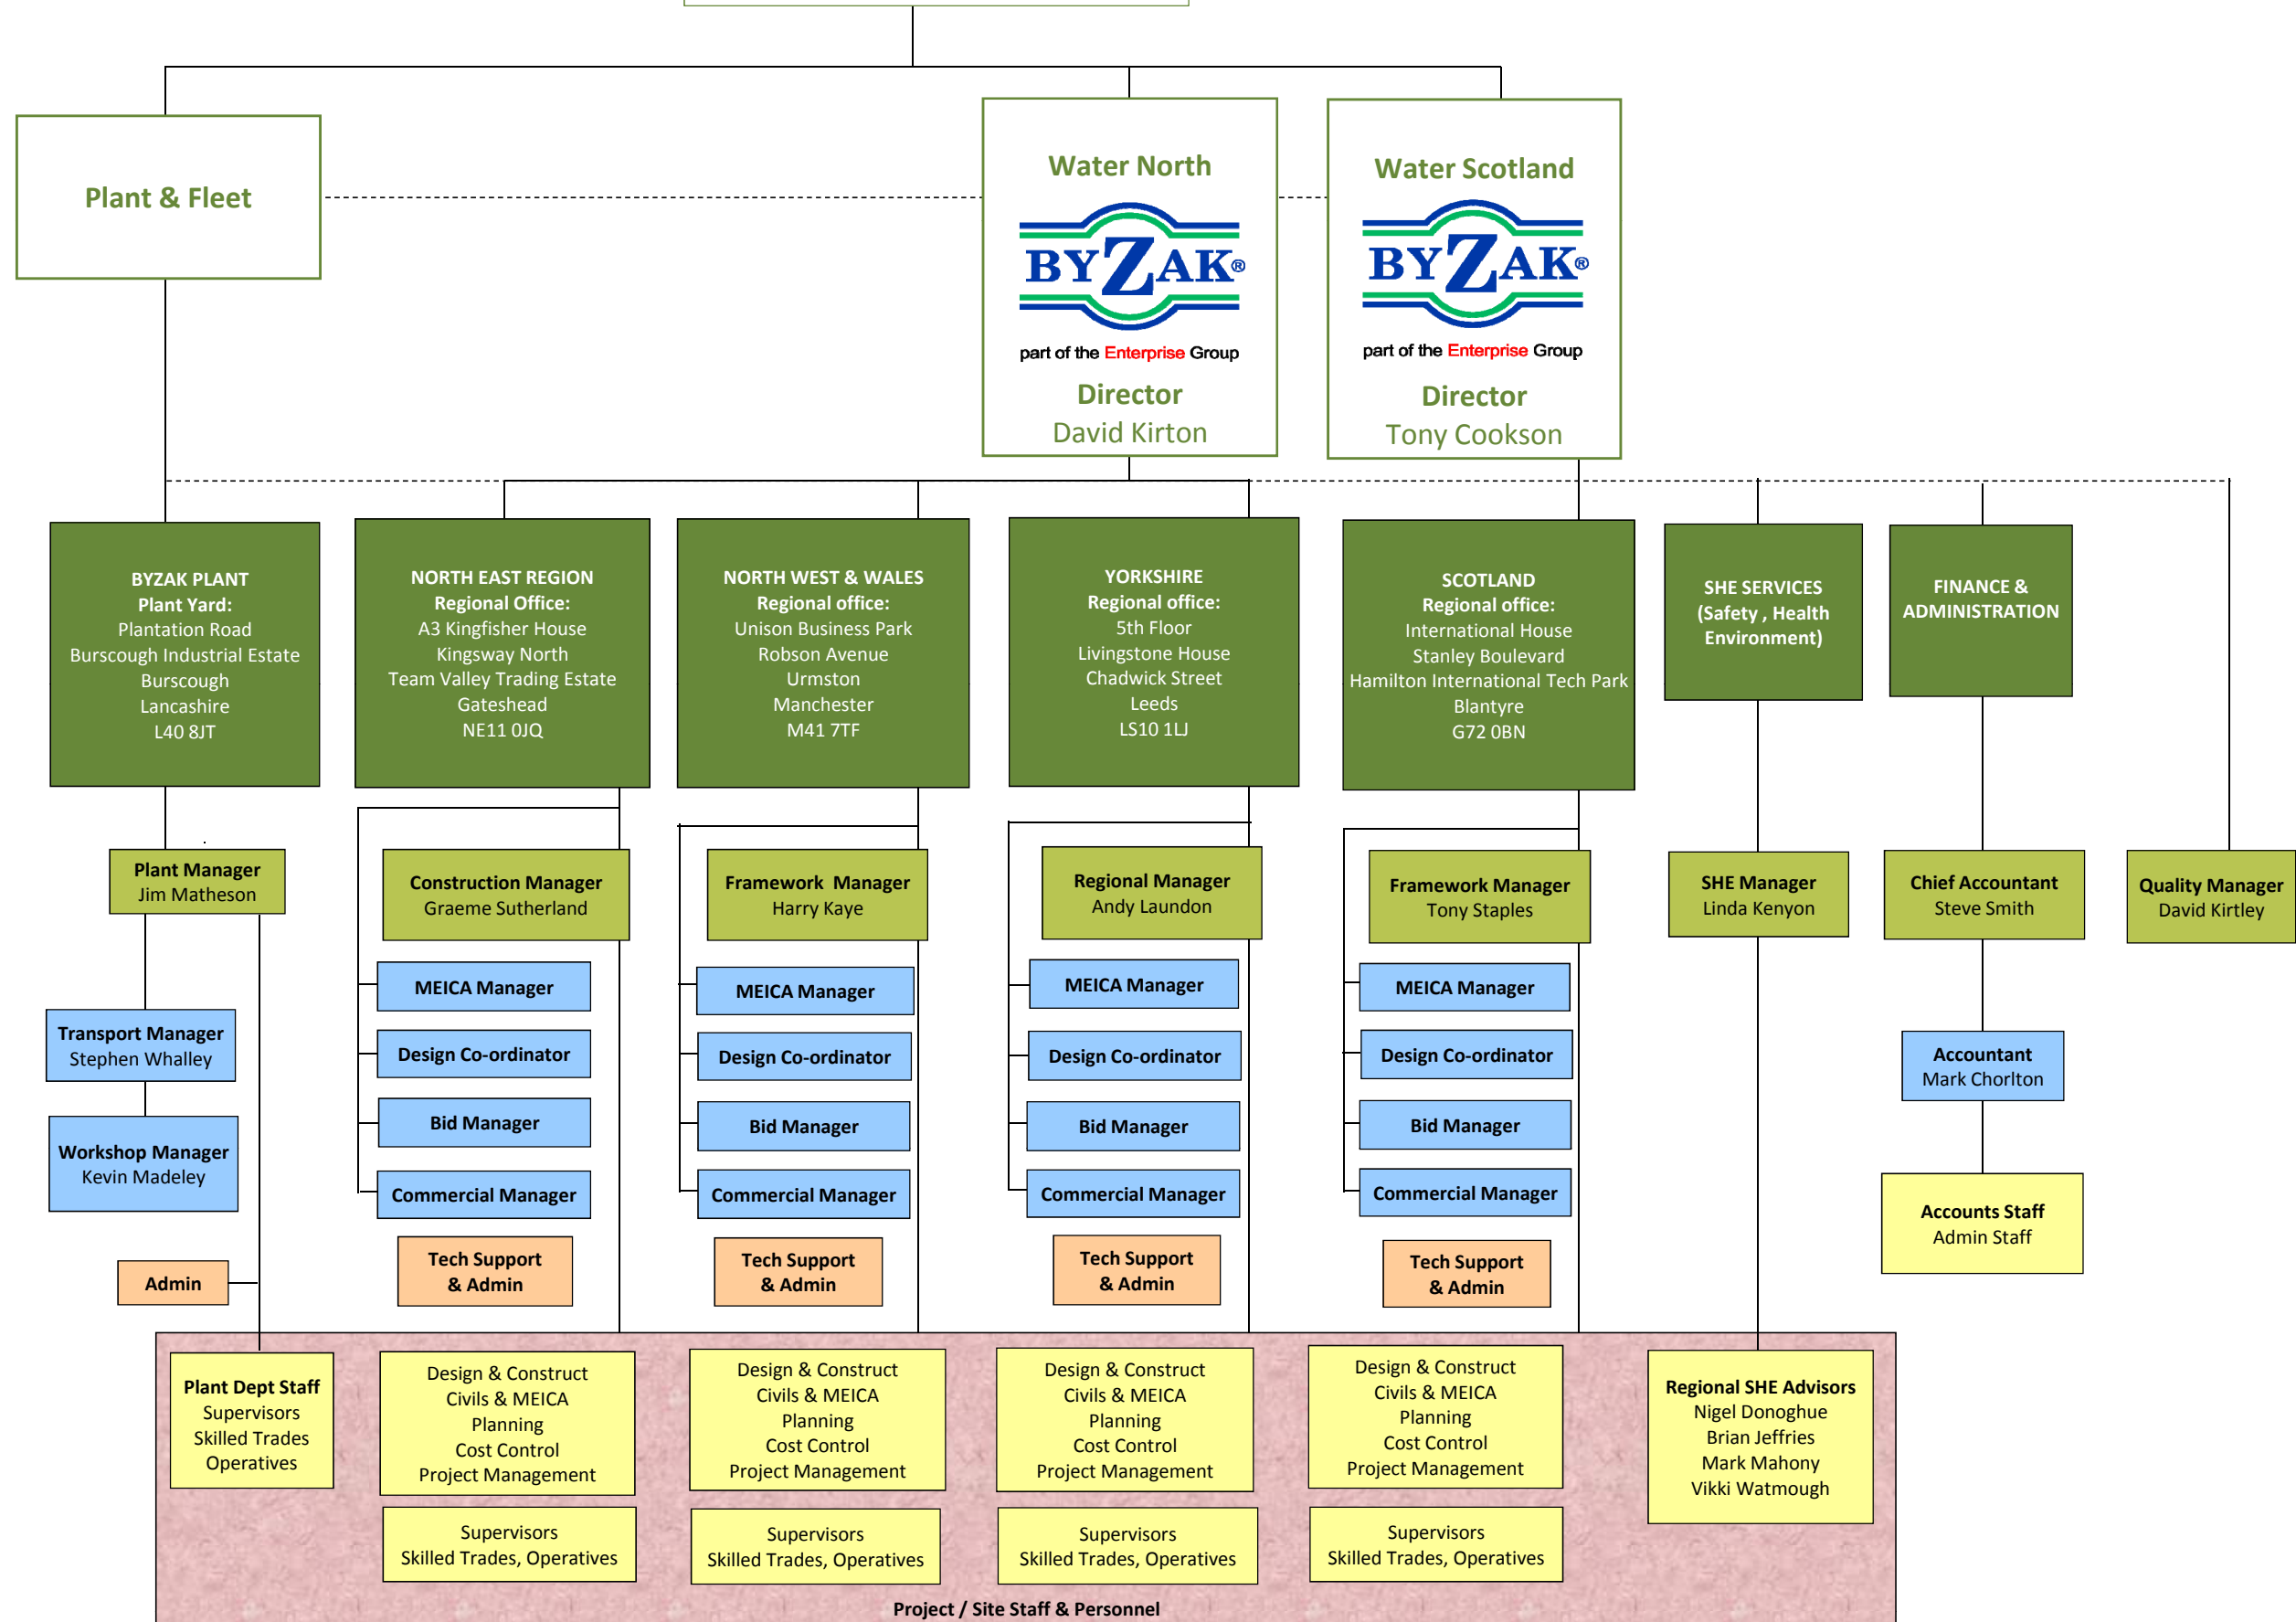 Plant & Fleet
Water North
BYZAK®
part of the Enterprise Group
Director
David Kirton
Water Scotland
BYZAK®
part of the Enterprise Group
Director
Tony Cookson
BYZAK PLANT
Plant Yard:
Plantation Road
Burscough Industrial Estate
Burscough
Lancashire
L40 8JT
NORTH EAST REGION
Regional Office:
A3 Kingfisher House
Kingsway North
Team Valley Trading Estate
Gateshead
NE11 0JQ
NORTH WEST & WALES
Regional office:
Unison Business Park
Robson Avenue
Urmston
Manchester
M41 7TF
YORKSHIRE
Regional office:
5th Floor
Livingstone House
Chadwick Street
Leeds
LS10 1LJ
SCOTLAND
Regional office:
International House
Stanley Boulevard
Hamilton International Tech Park
Blantyre
G72 0BN
SHE SERVICES
(Safety , Health
Environment)
FINANCE &
ADMINISTRATION
Plant Manager
Jim Matheson
Construction Manager
Graeme Sutherland
Framework Manager
Harry Kaye
Regional Manager
Andy Laundon
Framework Manager
Tony Staples
SHE Manager
Linda Kenyon
Chief Accountant
Steve Smith
Quality Manager
David Kirtley
Transport Manager
Stephen Whalley
Workshop Manager
Kevin Madeley
Admin
MEICA Manager
Design Co-ordinator
Bid Manager
Commercial Manager
Tech Support
& Admin
MEICA Manager
Design Co-ordinator
Bid Manager
Commercial Manager
Tech Support
& Admin
MEICA Manager
Design Co-ordinator
Bid Manager
Commercial Manager
Tech Support
& Admin
MEICA Manager
Design Co-ordinator
Bid Manager
Commercial Manager
Tech Support
& Admin
Accountant
Mark Chorlton
Accounts Staff
Admin Staff
Plant Dept Staff
Supervisors
Skilled Trades
Operatives
Design & Construct
Civils & MEICA
Planning
Cost Control
Project Management
Supervisors
Skilled Trades, Operatives
Design & Construct
Civils & MEICA
Planning
Cost Control
Project Management
Supervisors
Skilled Trades, Operatives
Design & Construct
Civils & MEICA
Planning
Cost Control
Project Management
Supervisors
Skilled Trades, Operatives
Design & Construct
Civils & MEICA
Planning
Cost Control
Project Management
Supervisors
Skilled Trades, Operatives
Regional SHE Advisors
Nigel Donoghue
Brian Jeffries
Mark Mahony
Vikki Watmough
Project / Site Staff & Personnel